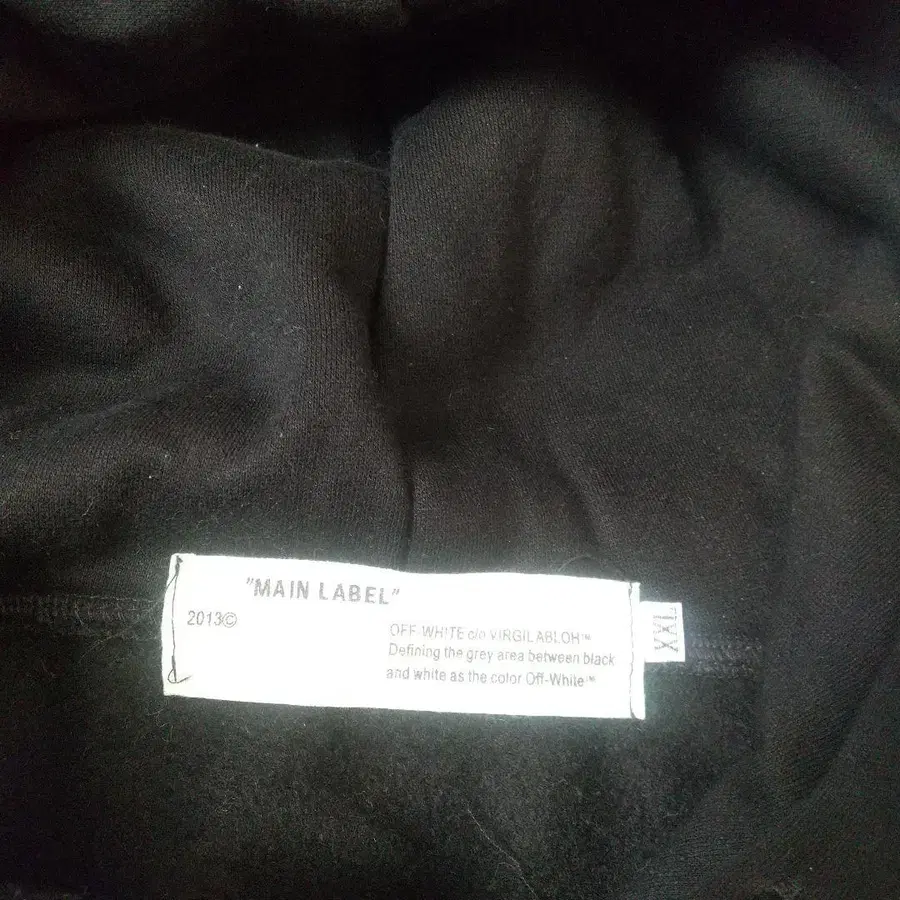 "MAIN LABEL"
2013©
OFF-WHITE c/o VIRGIL ABLOH™
Defining the grey area between black
and white as the color Off-White™
XXL